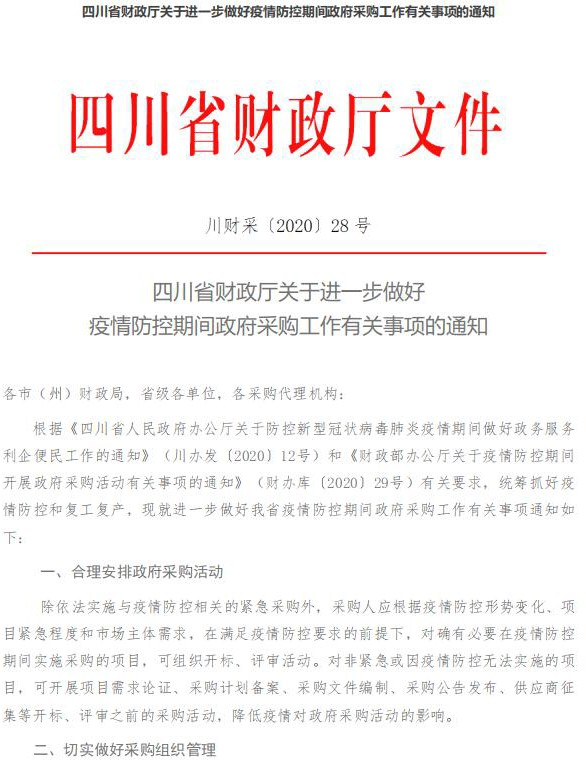 四川省财政厅关于进一步做好疫情防控期间政府采购工作有关事项的通知
四川省财政厅文件
川财采〔2020〕28 号
四川省财政厅关于进一步做好
疫情防控期间政府采购工作有关事项的通知
各市（州）财政局，省级各单位，各采购代理机构：
根据《四川省人民政府办公厅关于防控新型冠状病毒肺炎疫情期间做好政务服务
利企便民工作的通知》（川办发〔2020〕12号）和《财政部办公厅关于疫情防控期间
开展政府采购活动有关事项的通知》（财办库〔2020〕29号）有关要求，统筹抓好疫
情防控和复工复产，现就进一步做好我省疫情防控期间政府采购工作有关事项通知如
下：
一、合理安排政府采购活动
除依法实施与疫情防控相关的紧急采购外，采购人应根据疫情防控形势变化、项
目紧急程度和市场主体需求，在满足疫情防控要求的前提下，对确有必要在疫情防控
期间实施采购的项目，可组织开标、评审活动。对非紧急或因疫情防控无法实施的项
目，可开展项目需求论证、采购计划备案、采购文件编制、采购公告发布、供应商征
集等开标、评审之前的采购活动，降低疫情对政府采购活动的影响。
二、切实做好采购组织管理